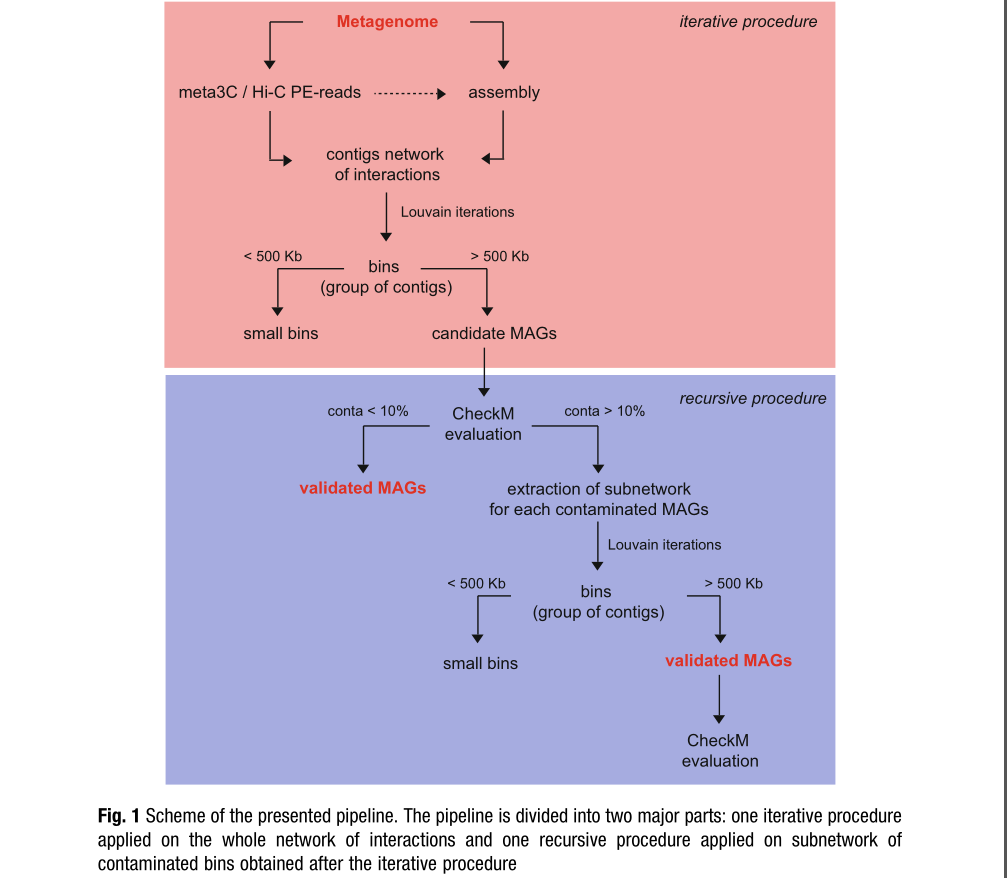 Metagenome
iterative procedure
meta3C / Hi-C PE-reads
assembly
contigs network
of interactions
Louvain iterations
< 500 Kb
> 500 Kb
bins
(group of contigs)
small bins
candidate MAGs
recursive procedure
conta < 10%
conta > 10%
CheckM
evaluation
validated MAGs
extraction of subnetwork
for each contaminated MAGs
Louvain iterations
< 500 Kb
> 500 Kb
bins
(group of contigs)
small bins
validated MAGs
CheckM
evaluation
Fig. 1 Scheme of the presented pipeline. The pipeline is divided into two major parts: one iterative procedure
applied on the whole network of interactions and one recursive procedure applied on subnetwork of
contaminated bins obtained after the iterative procedure